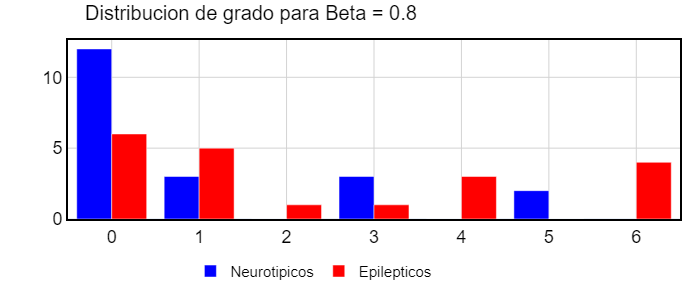 Distribucion de grado para Beta = 0.8
10
5
0
0 1 2 3 4 5 6
Neurotipicos Epilepticos